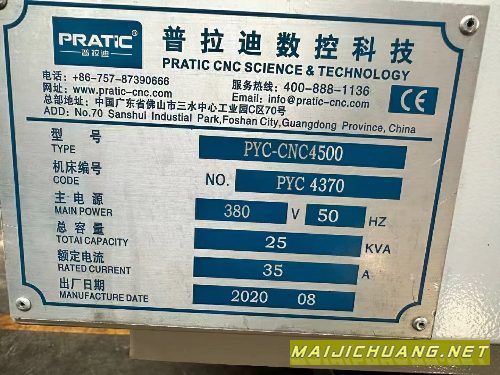 PRATIC
普拉迪
普拉迪数控科技
PRATIC CNC SCIENCE & TECHNOLOGY
电话：+86-757-87390666
服务热线：400-888-1136
网址：www.pratic-cnc.com
Email：info@pratic-cnc.com
总部地址：中国广东省佛山市三水中心工业园C区70号
ADD：No.70 Sanshui Industial Park,Foshan City,Guangdong Province, China
CE
型号
TYPE
PYC-CNC4500
机床编号
CODE
NO. PYC 4370
主电源
MAIN POWER
380 V 50 HZ
总容量
TOTAI CAPACITY
25 KVA
额定电流
RATED CURRENT
35 A
出厂日期
MANUFACTURE DATE
2020 08
MAIJICHUANG.NET